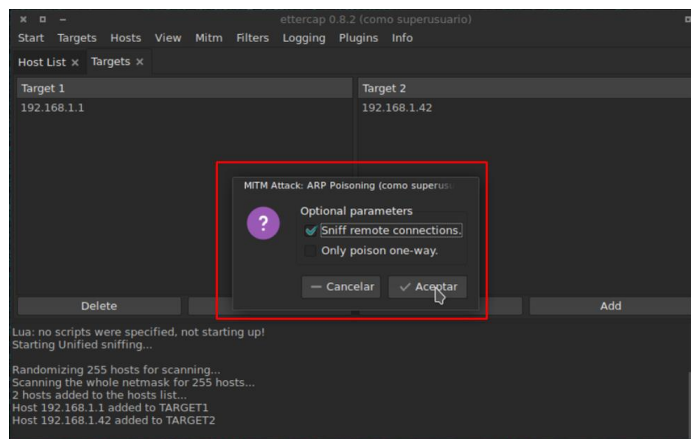 ettercap 0.8.2 (como superusuario)
Start Targets Hosts View Mitm Filters Logging Plugins Info
Host List × Targets ×
Target 1 Target 2
192.168.1.1 192.168.1.42
MITM Attack: ARP Poisoning (como superus
Optional parameters
Sniff remote connections.
Only poison one-way.
Cancelar Aceptar
Delete Add
Lua: no scripts were specified, not starting up!
Starting Unified sniffing...
Randomizing 255 hosts for scanning...
Scanning the whole netmask for 255 hosts...
2 hosts added to the hosts list...
Host 192.168.1.1 added to TARGET1
Host 192.168.1.42 added to TARGET2